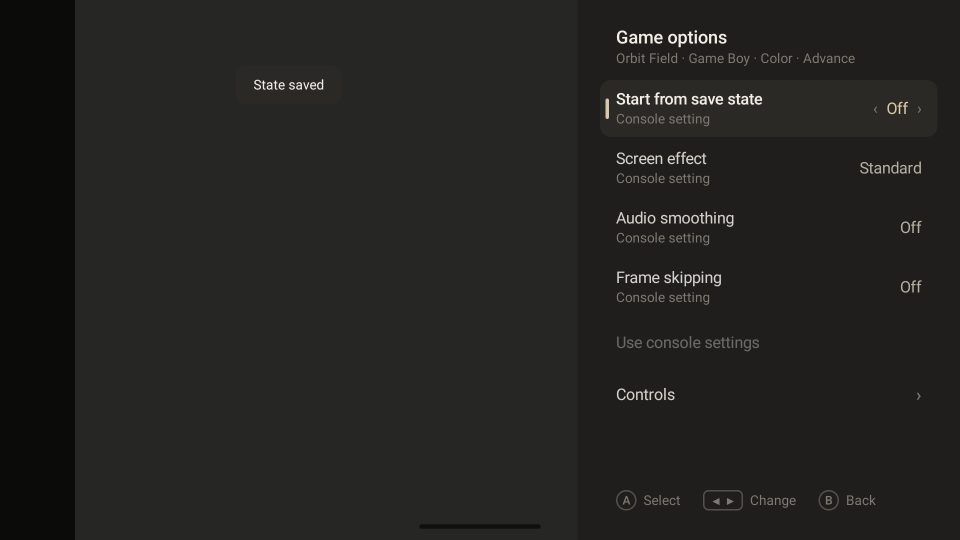 State saved
Game options
Orbit Field · Game Boy · Color · Advance
Start from save state
Console setting
‹ Off ›
Screen effect
Console setting
Standard
Audio smoothing
Console setting
Off
Frame skipping
Console setting
Off
Use console settings
Controls ›
A Select ◄ ► Change B Back